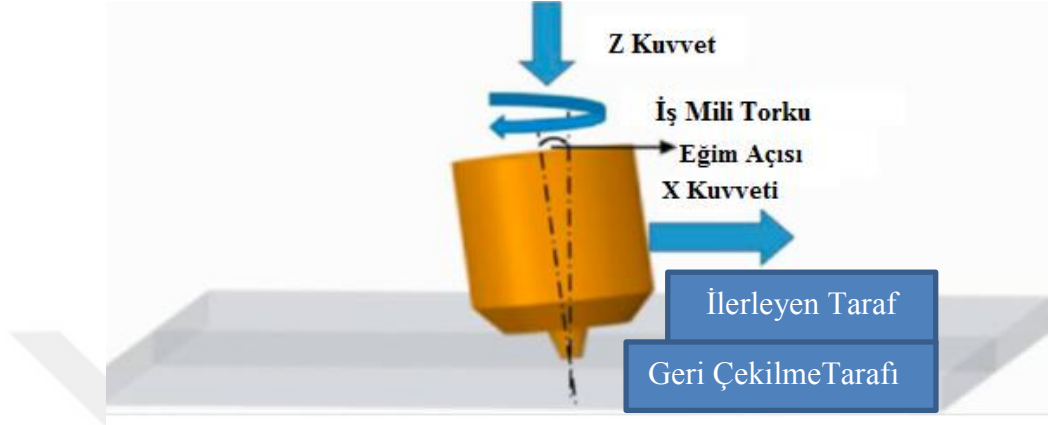 Z Kuvvet
İş Mili Torku
Eğim Açısı
X Kuvveti
İlerleyen Taraf
Geri ÇekilmeTarafı